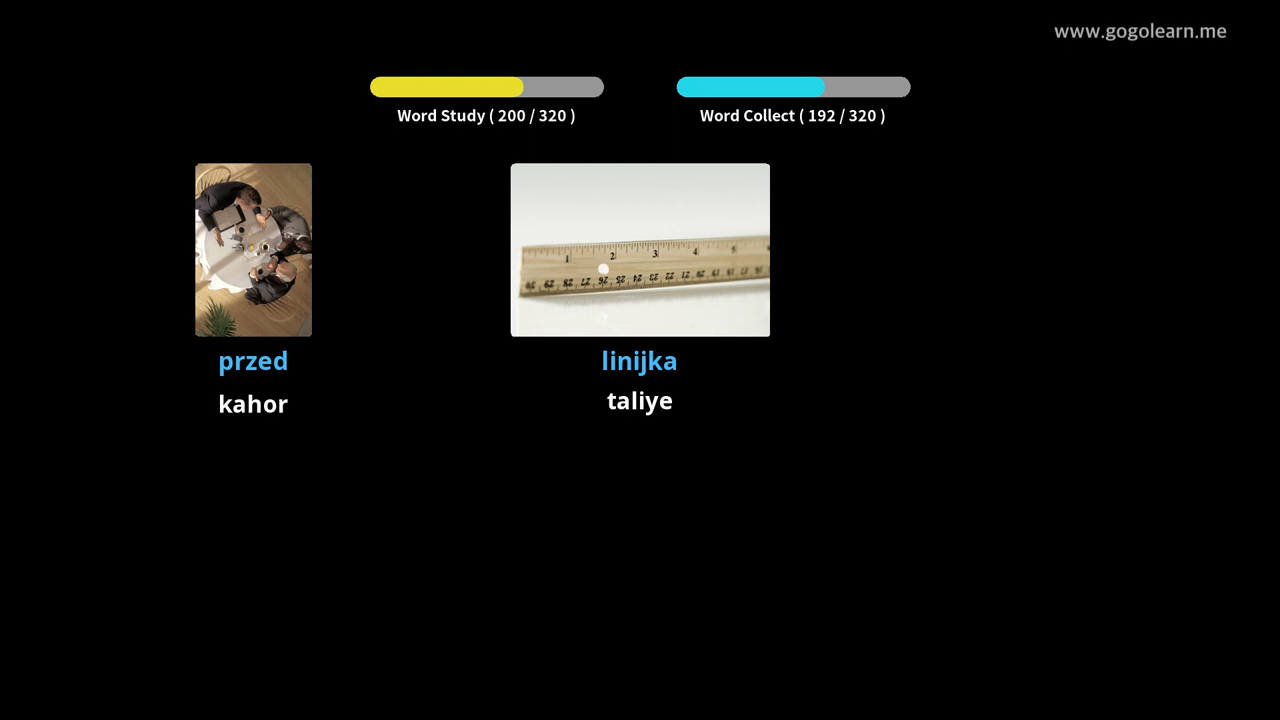 www.gogolearn.me
Word Study ( 200 / 320 )
Word Collect ( 192 / 320 )
przed
linijka
kahor
taliye